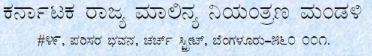 ಕರ್ನಾಟಕ ರಾಜ್ಯ ಮಾಲಿನ್ಯ ನಿಯಂತ್ರಣ ಮಂಡಳಿ
#೪೯, ಪರಿಸರ ಭವನ, ಚರ್ಚ್ ಸ್ಟ್ರೀಟ್, ಬೆಂಗಳೂರು–೫೬೦ ೦೦೧.